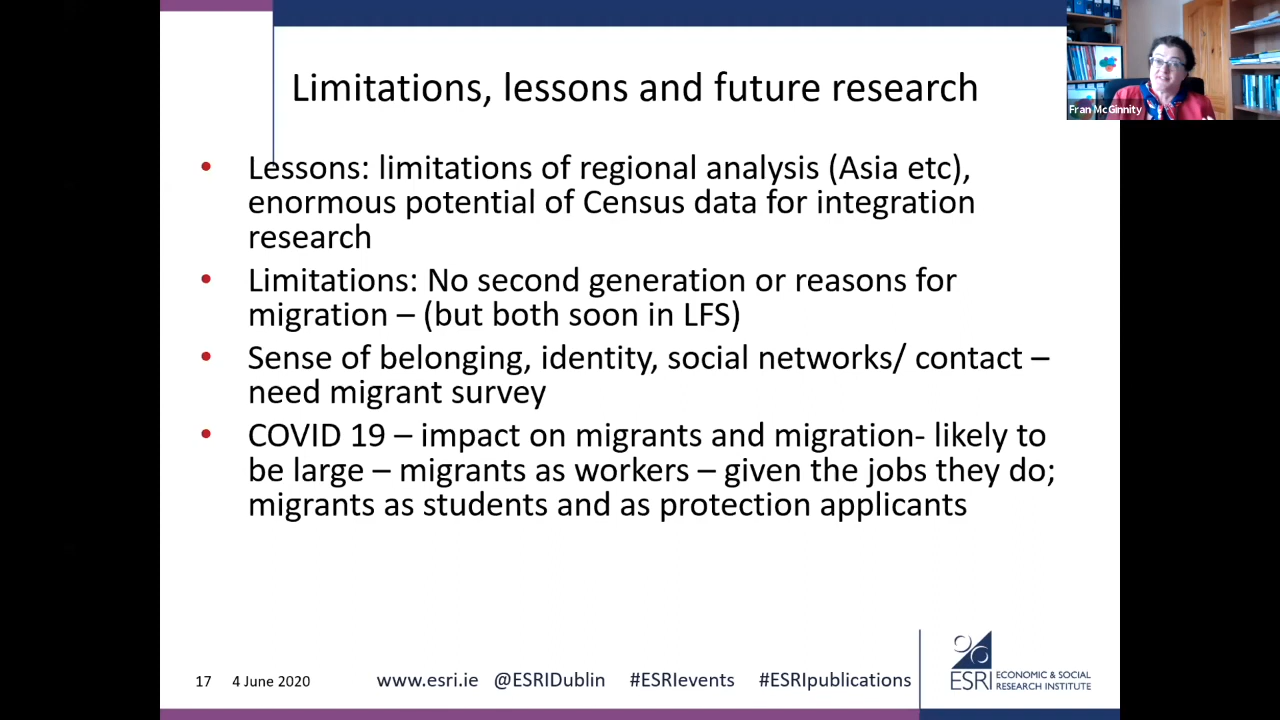 Limitations, lessons and future research
Fran McGinnity
• Lessons: limitations of regional analysis (Asia etc),
enormous potential of Census data for integration
research
• Limitations: No second generation or reasons for
migration – (but both soon in LFS)
• Sense of belonging, identity, social networks/ contact –
need migrant survey
• COVID 19 – impact on migrants and migration- likely to
be large – migrants as workers – given the jobs they do;
migrants as students and as protection applicants
17 4 June 2020 www.esri.ie @ESRIDublin #ESRIevents #ESRIpublications
ESRI ECONOMIC & SOCIAL
RESEARCH INSTITUTE